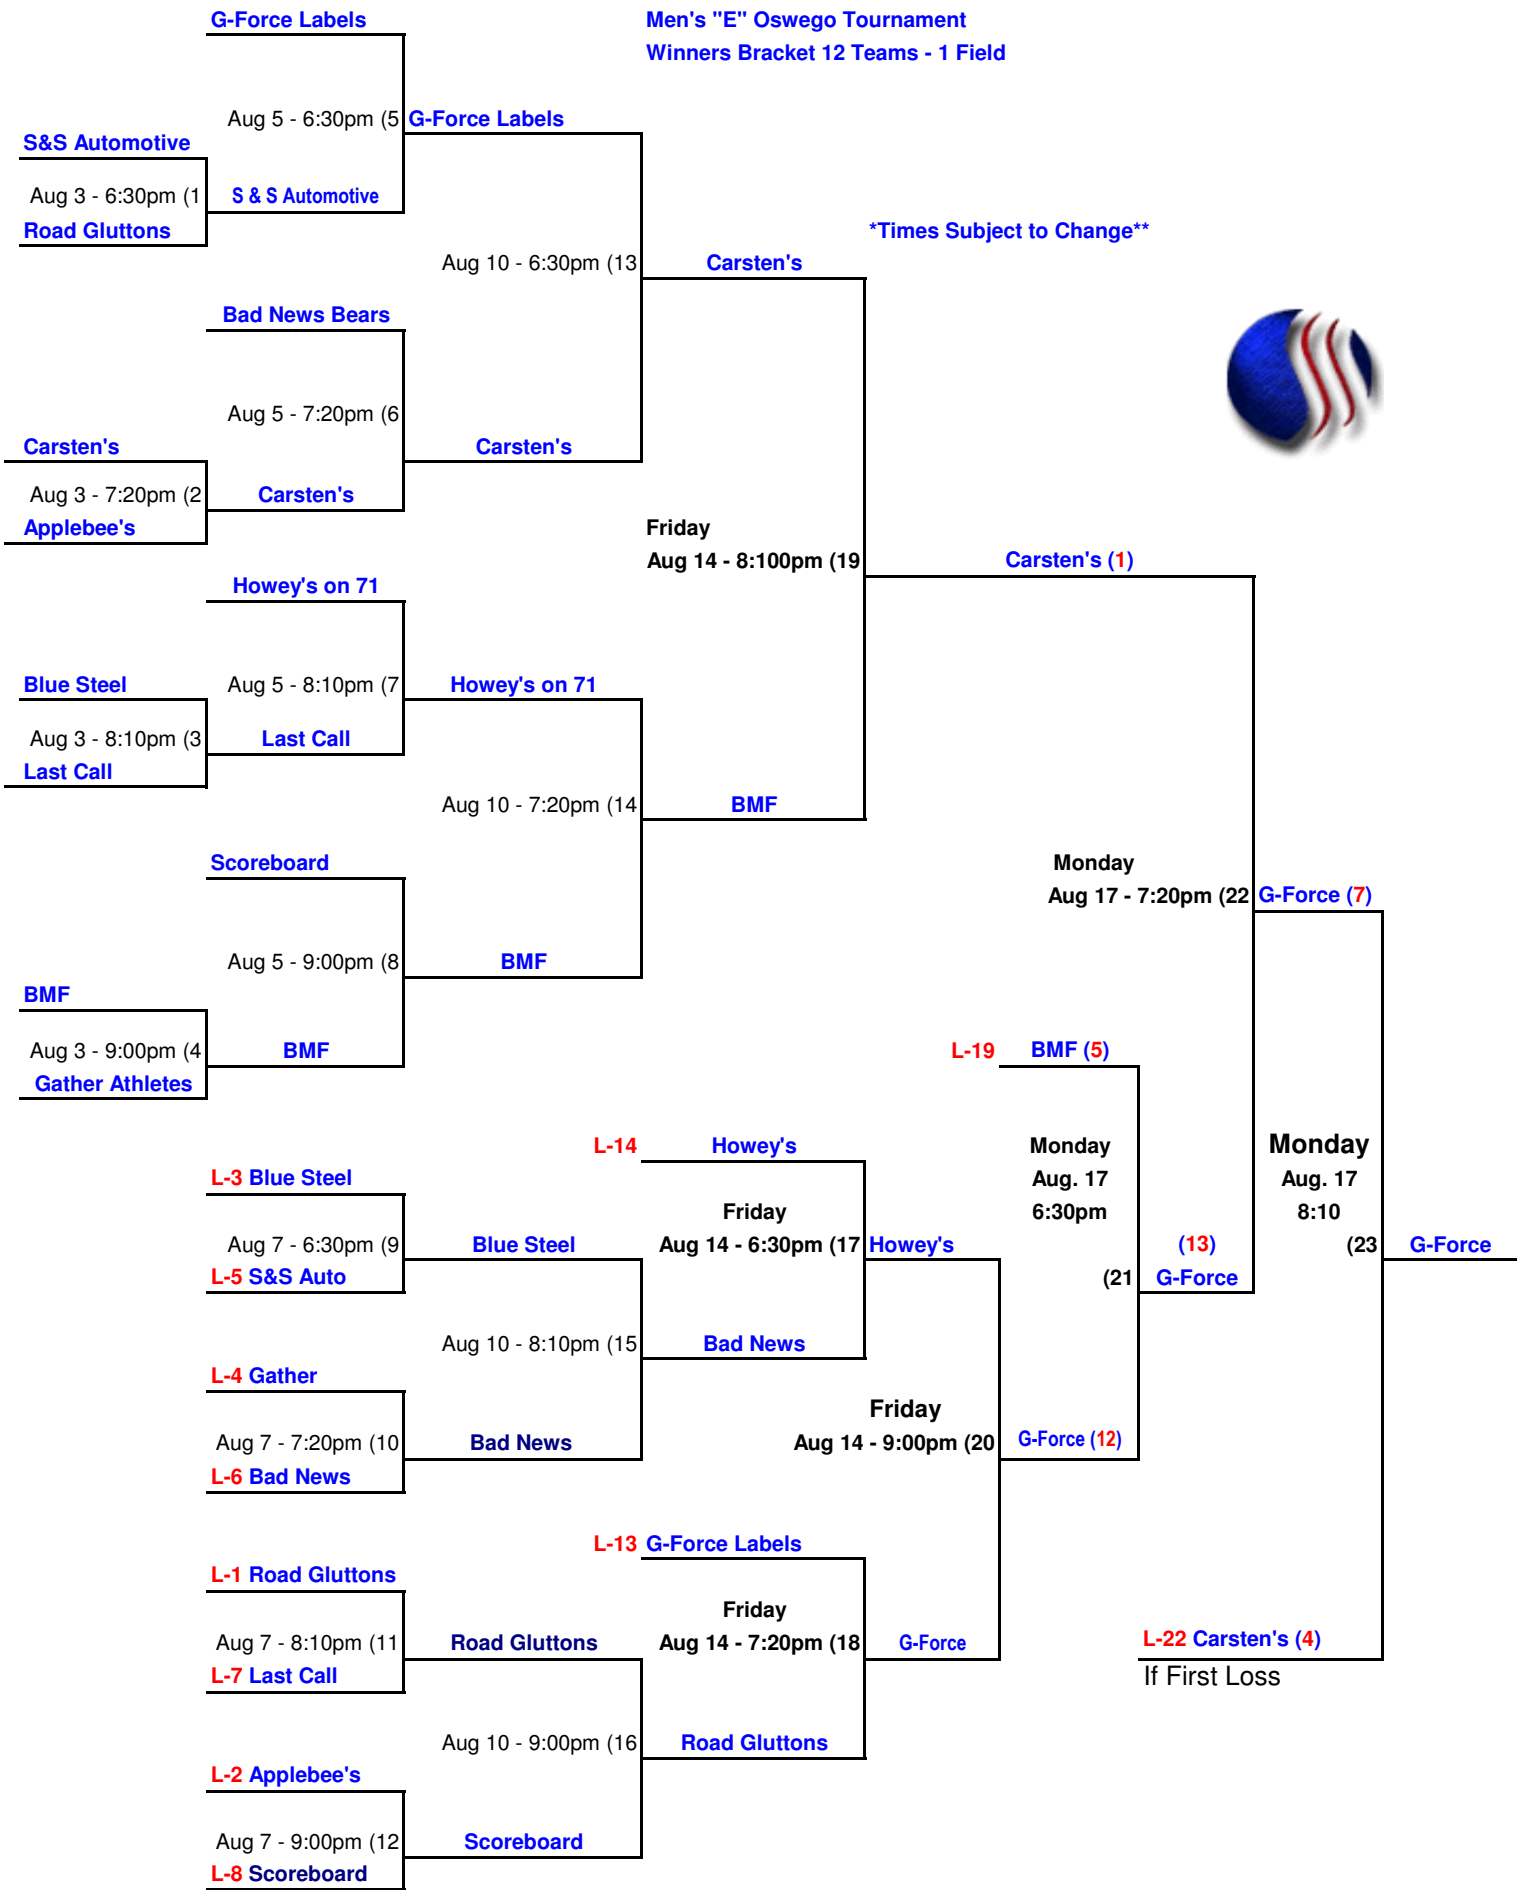 G-Force Labels
Men's "E" Oswego Tournament
Winners Bracket 12 Teams - 1 Field
Aug 5 - 6:30pm (5
G-Force Labels
S&S Automotive
Aug 3 - 6:30pm (1
S & S Automotive
Road Gluttons
*Times Subject to Change**
Aug 10 - 6:30pm (13
Carsten's
Bad News Bears
Aug 5 - 7:20pm (6
Carsten's
Carsten's
Aug 3 - 7:20pm (2
Carsten's
Applebee's
Friday
Aug 14 - 8:100pm (19
Carsten's (1)
Howey's on 71
Blue Steel
Aug 5 - 8:10pm (7
Howey's on 71
Aug 3 - 8:10pm (3
Last Call
Last Call
Aug 10 - 7:20pm (14
BMF
Scoreboard
Monday
Aug 17 - 7:20pm (22
G-Force (7)
Aug 5 - 9:00pm (8
BMF
BMF
Aug 3 - 9:00pm (4
BMF
Gather Athletes
L-19 BMF (5)
L-14 Howey's
Monday
Aug. 17
6:30pm
Monday
Aug. 17
8:10
L-3 Blue Steel
Friday
Aug 7 - 6:30pm (9
Blue Steel
Aug 14 - 6:30pm (17
Howey's
(13)
(23
G-Force
L-5 S&S Auto
(21
G-Force
Aug 10 - 8:10pm (15
Bad News
L-4 Gather
Friday
Aug 7 - 7:20pm (10
Bad News
Aug 14 - 9:00pm (20
G-Force (12)
L-6 Bad News
L-13 G-Force Labels
L-1 Road Gluttons
Friday
Aug 7 - 8:10pm (11
Road Gluttons
Aug 14 - 7:20pm (18
G-Force
L-22 Carsten's (4)
L-7 Last Call
If First Loss
Aug 10 - 9:00pm (16
Road Gluttons
L-2 Applebee's
Aug 7 - 9:00pm (12
Scoreboard
L-8 Scoreboard